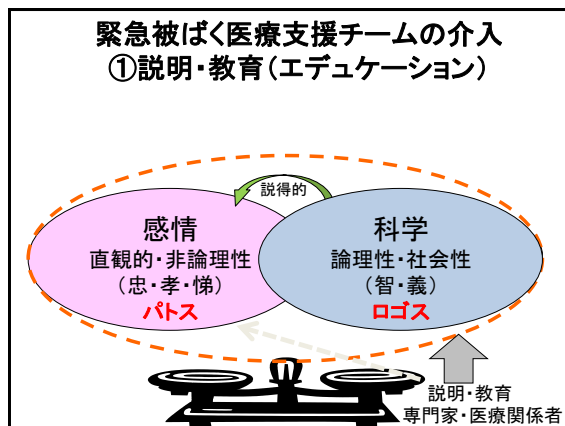 緊急被ばく医療支援チームの介入
①説明・教育(エデュケーション)
説得的
感情
直観的・非論理性
(忠・孝・悌)
パトス
科学
論理性・社会性
(智・義)
ロゴス
説明・教育
専門家・医療関係者